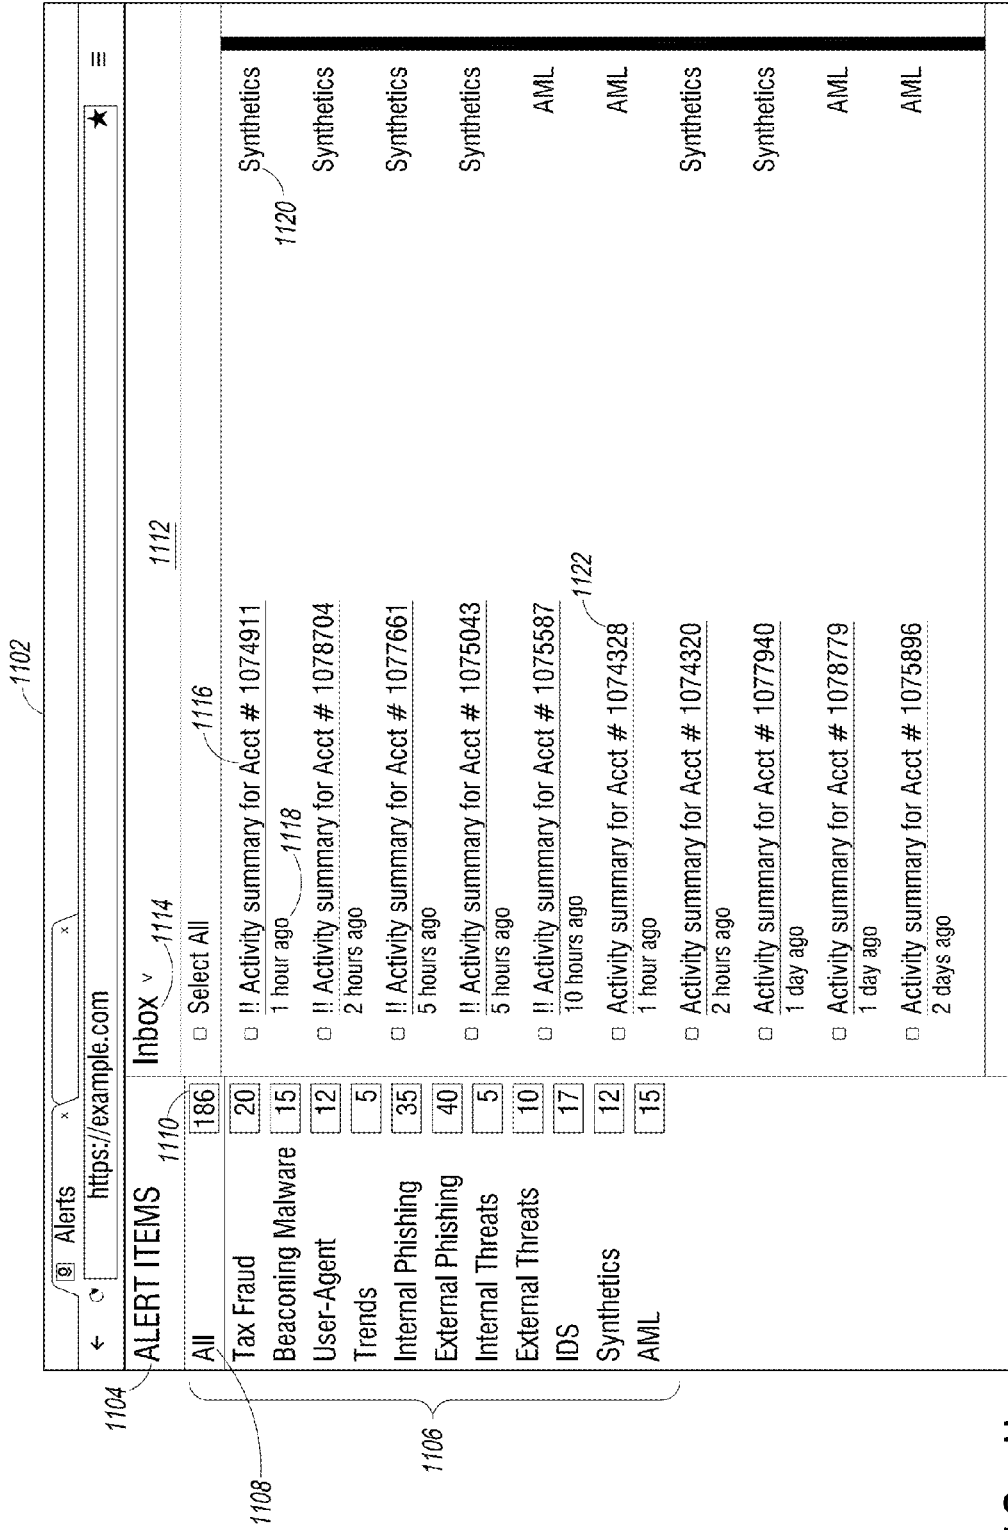 1102
Alerts x x
https://example.com
1104
ALERT ITEMS
1110
Inbox v
1114
1112
1108
All 186
1106
Tax Fraud 20
Beaconing Malware 15
User-Agent 12
Trends 5
Internal Phishing 35
External Phishing 40
Internal Threats 5
External Threats 10
IDS 17
Synthetics 12
AML 15
Select All
1116
!! Activity summary for Acct # 1074911 Synthetics
1 hour ago
1118
1120
!! Activity summary for Acct # 1078704 Synthetics
2 hours ago
!! Activity summary for Acct # 1077661 Synthetics
5 hours ago
!! Activity summary for Acct # 1075043 Synthetics
5 hours ago
!! Activity summary for Acct # 1075587 AML
10 hours ago
1122
Activity summary for Acct # 1074328 AML
1 hour ago
Activity summary for Acct # 1074320 Synthetics
2 hours ago
Activity summary for Acct # 1077940 Synthetics
1 day ago
Activity summary for Acct # 1078779 AML
1 day ago
Activity summary for Acct # 1075896 AML
2 days ago